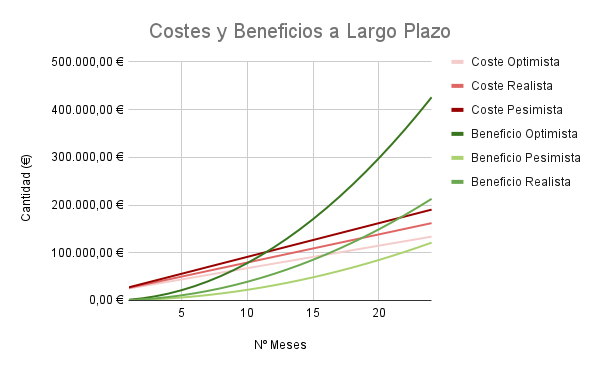 Costes y Beneficios a Largo Plazo
500.000,00 €
400.000,00 €
300.000,00 €
200.000,00 €
100.000,00 €
0,00 €
Cantidad (€)
5
10
15
20
Nº Meses
Coste Optimista
Coste Realista
Coste Pesimista
Beneficio Optimista
Beneficio Pesimista
Beneficio Realista